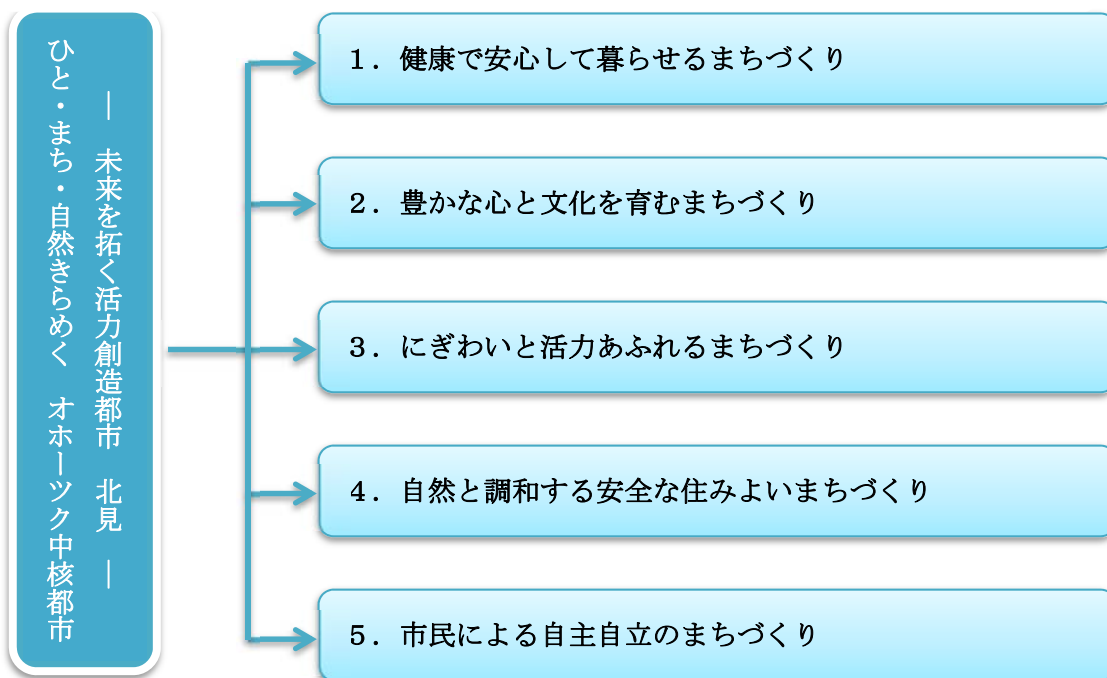 ― 未来を拓く活力創造都市　北見 ―
ひと・まち・自然きらめく　オホーツク中核都市
１．健康で安心して暮らせるまちづくり
２．豊かな心と文化を育むまちづくり
３．にぎわいと活力あふれるまちづくり
４．自然と調和する安全な住みよいまちづくり
５．市民による自主自立のまちづくり